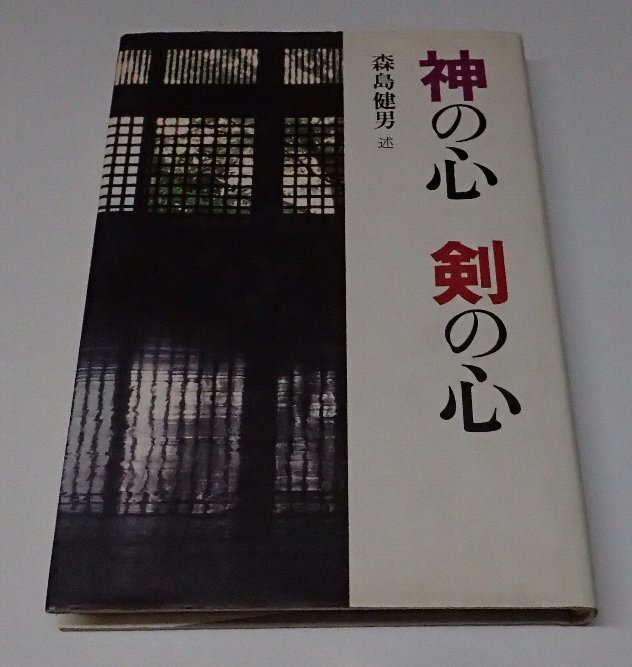 神の心 剣の心
森島健男 述